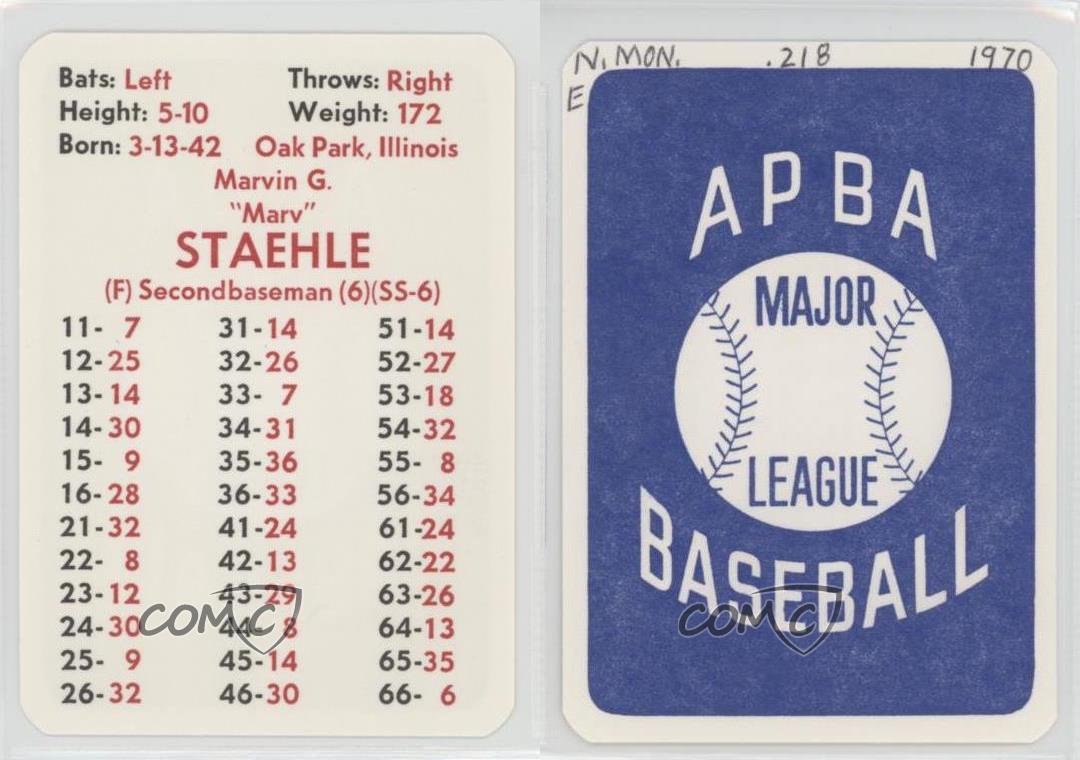 Bats: Left Throws: Right
Height: 5-10 Weight: 172
Born: 3-13-42 Oak Park, Illinois
Marvin G.
"Marv"
STAEHLE
(F) Secondbaseman (6)(SS-6)
11- 7 31-14 51-14
12-25 32-26 52-27
13-14 33- 7 53-18
14-30 34-31 54-32
15- 9 35-36 55- 8
16-28 36-33 56-34
21-32 41-24 61-24
22- 8 42-13 62-22
23-12 43-29 63-26
24-30 44- 8 64-13
25- 9 45-14 65-35
26-32 46-30 66- 6
COMC
N. MON. .218 1970
E
APBA
MAJOR
LEAGUE
BASEBALL
COMC